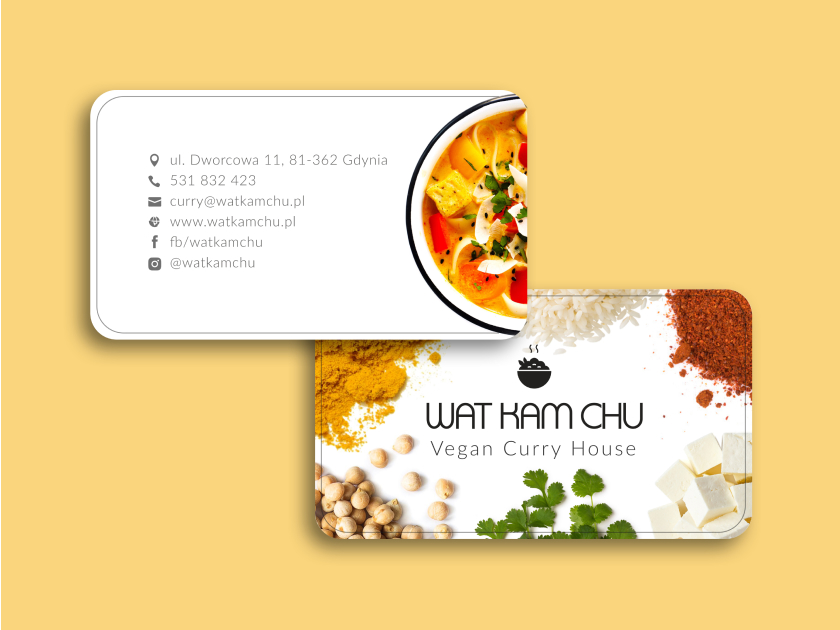 ul. Dworcowa 11, 81-362 Gdynia
531 832 423
curry@watkamchu.pl
www.watkamchu.pl
fb/watkamchu
@watkamchu
WAT KAM CHU
Vegan Curry House